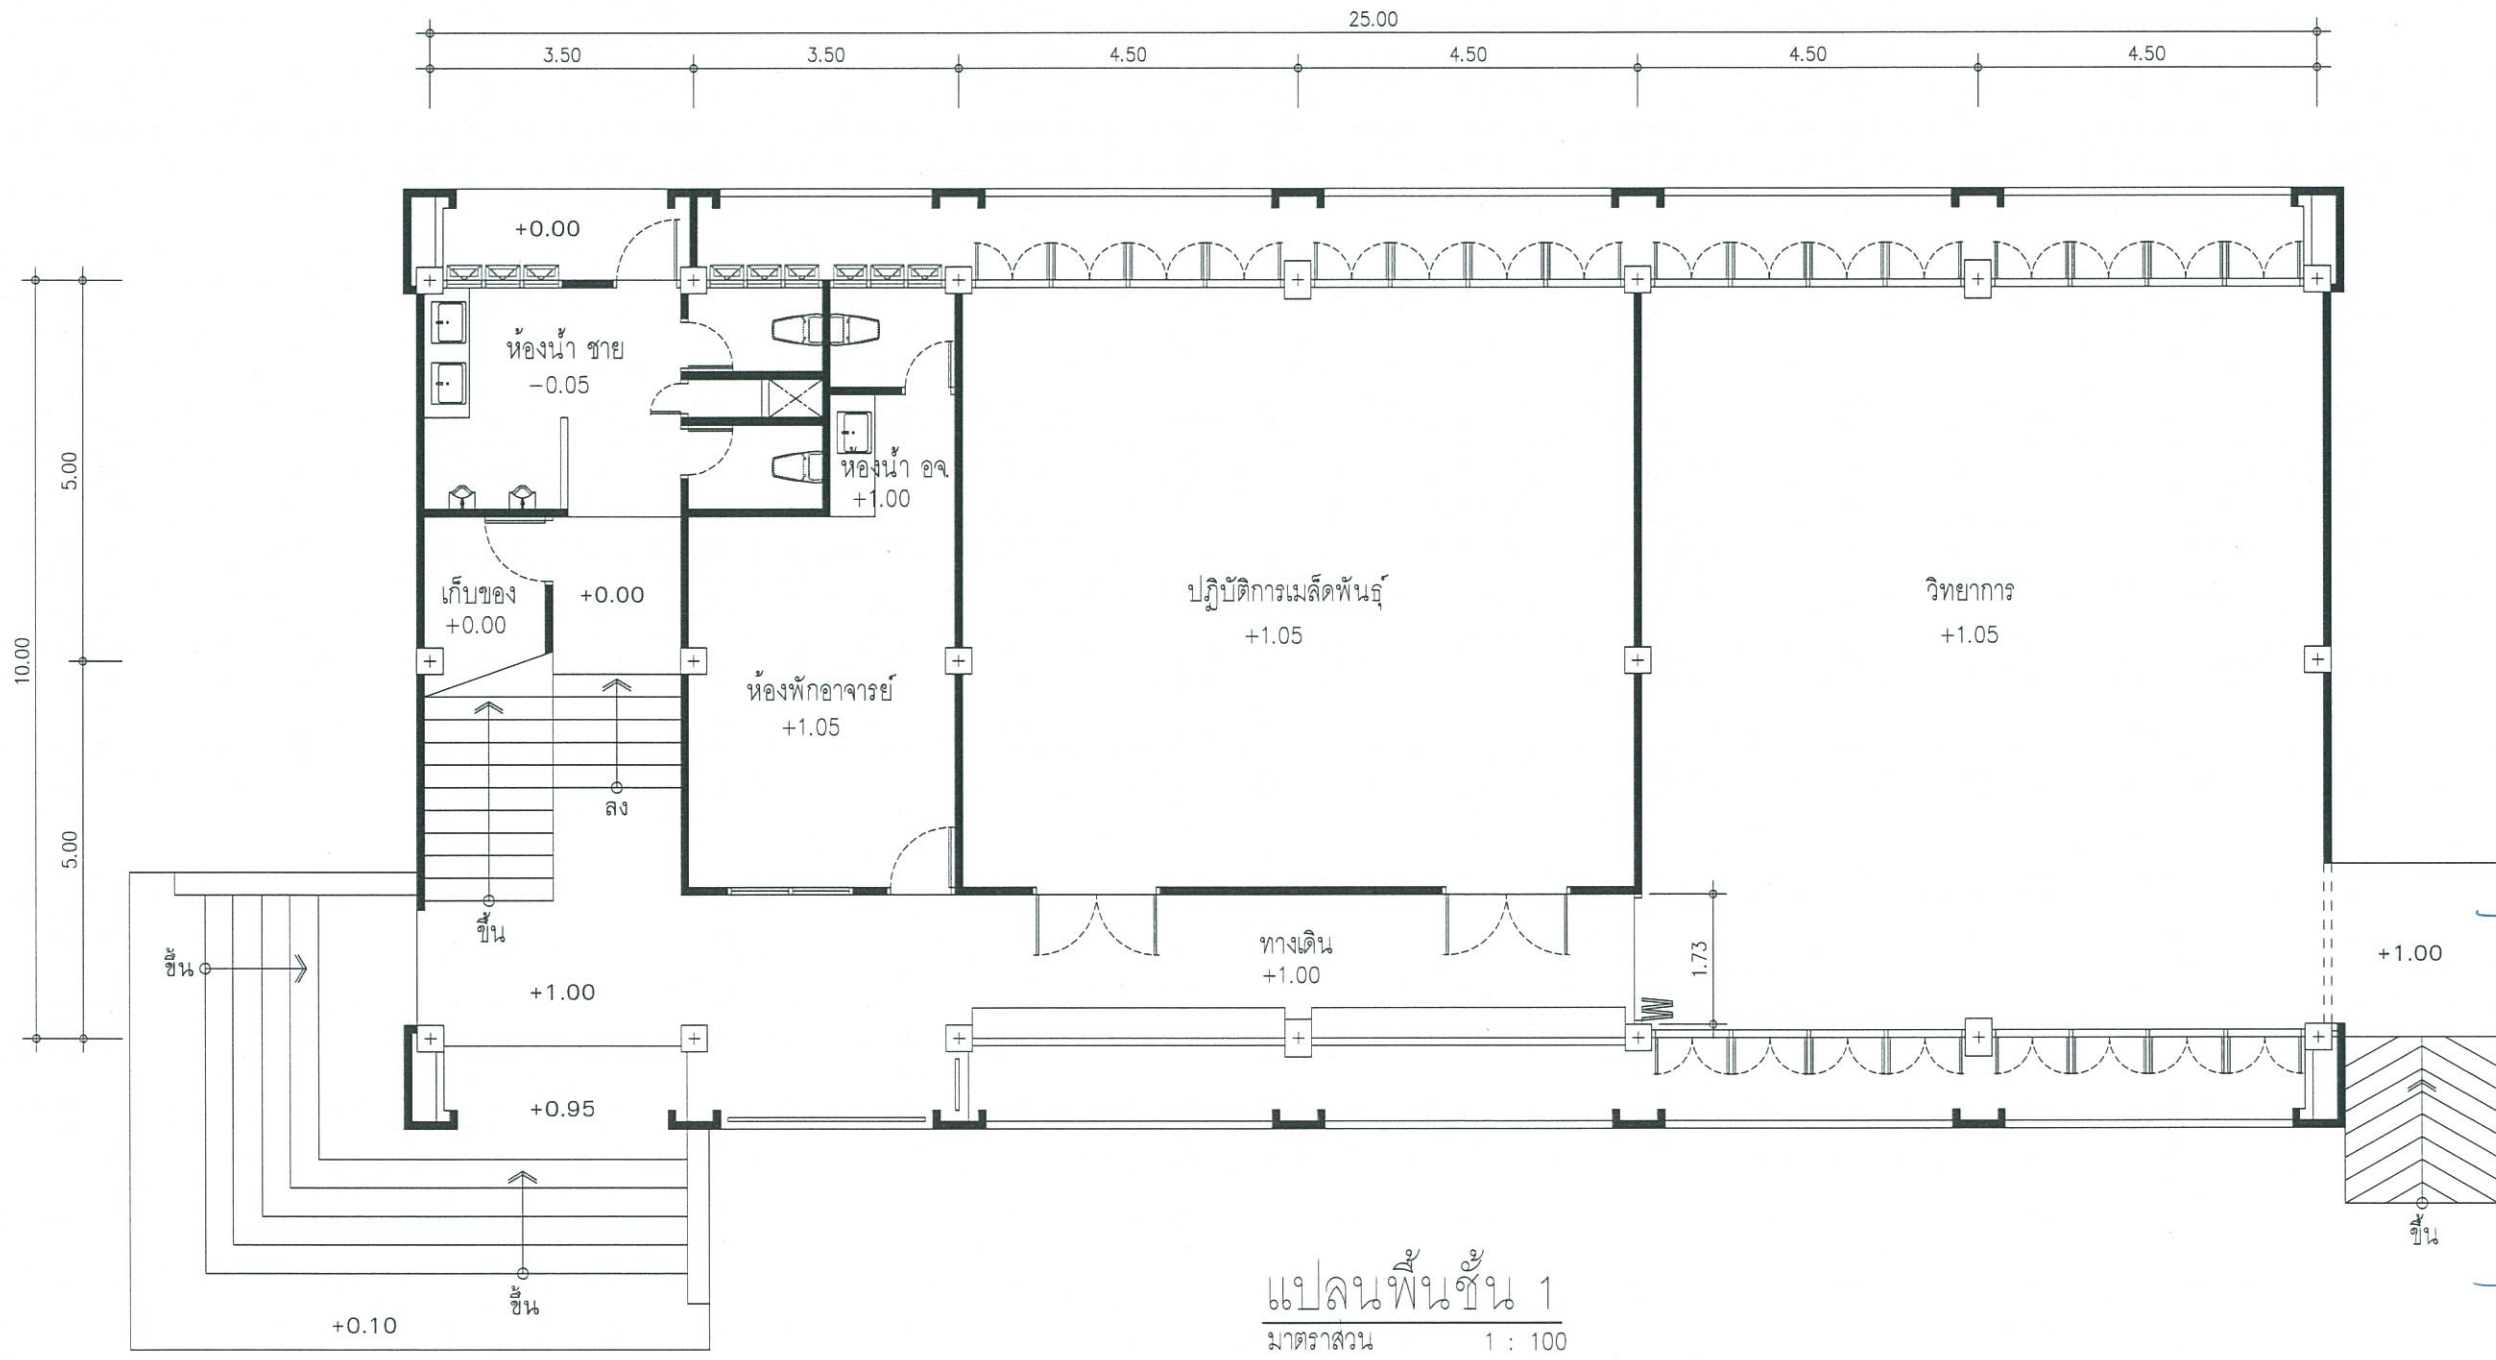 25.00
3.50 3.50 4.50 4.50 4.50 4.50
+0.00
ห้องน้ำ ชาย
-0.05
5.00
ห้องน้ำ อจ.
+1.00
เก็บของ
+0.00
+0.00
ปฏิบัติการเมล็ดพันธุ์
+1.05
วิทยาการ
+1.05
10.00
ห้องพักอาจารย์
+1.05
ลง
5.00
ขึ้น
ขึ้น
ทางเดิน
+1.00
1.73
+1.00
+1.00
+0.95
ขึ้น
ขึ้น
+0.10
แปลนพื้นชั้น 1
มาตราส่วน 1 : 100